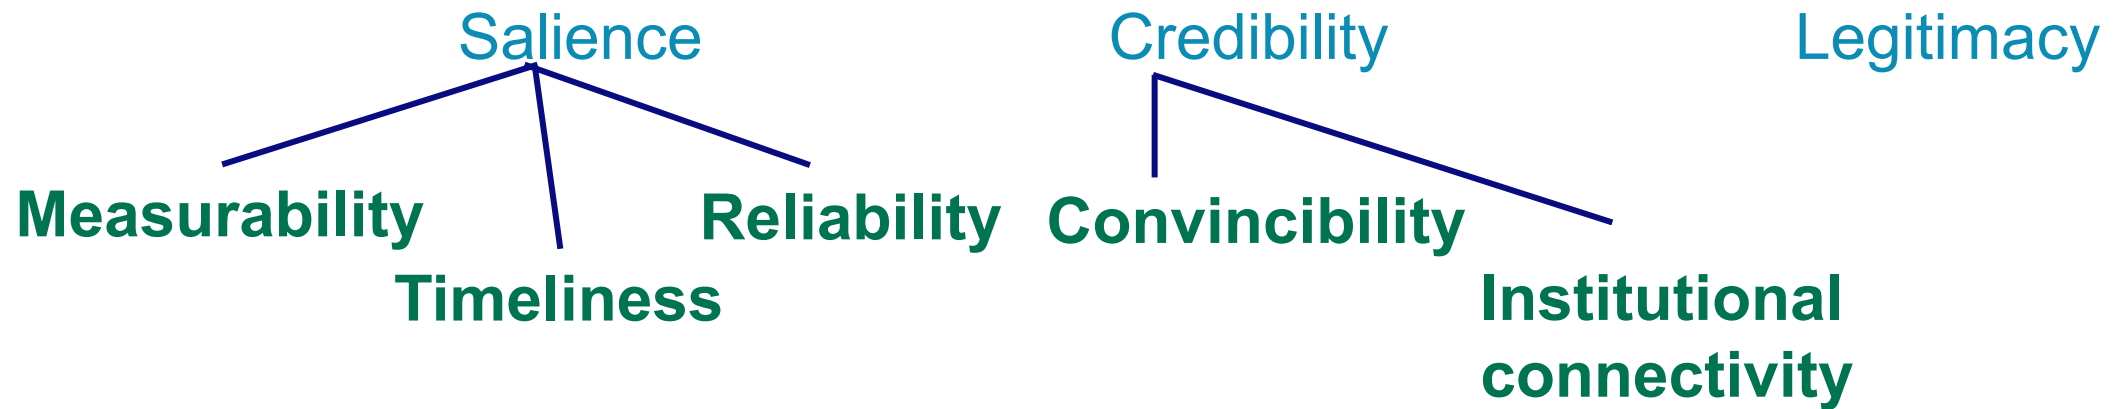 Salience
Credibility
Legitimacy
Measurability
Reliability
Convincibility
Timeliness
Institutional
connectivity